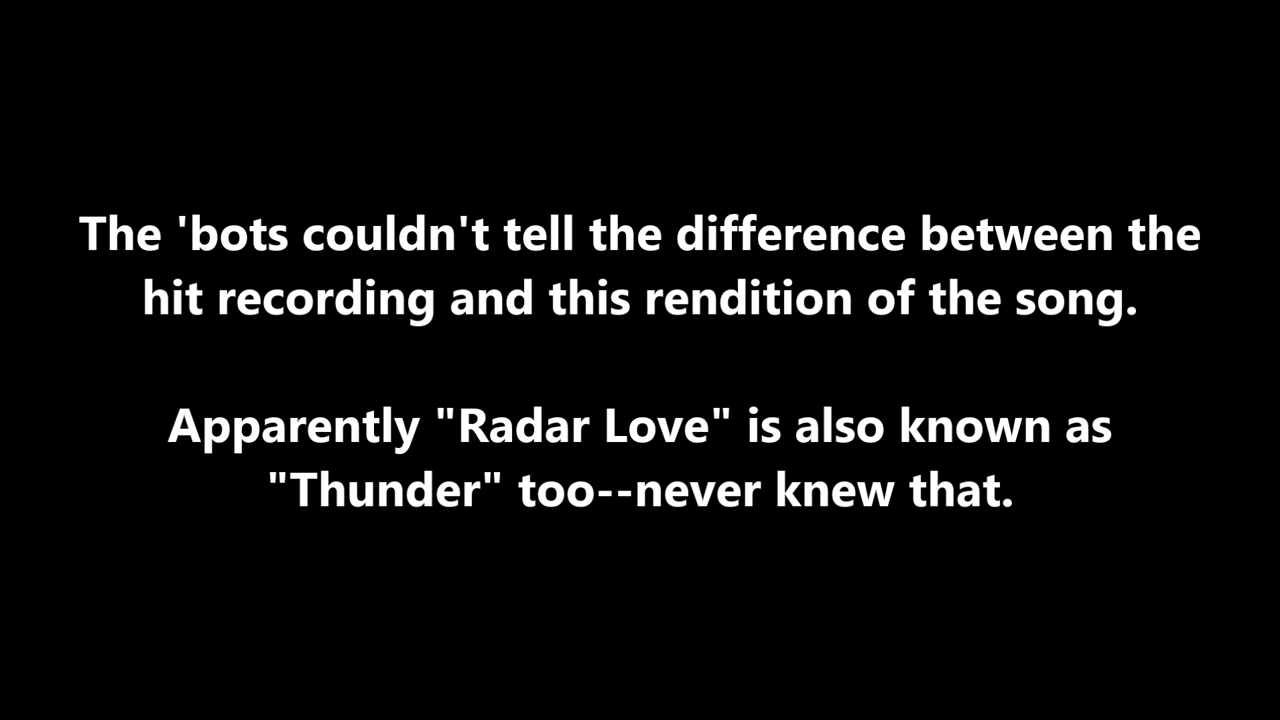 The 'bots couldn't tell the difference between the
hit recording and this rendition of the song.
Apparently "Radar Love" is also known as
"Thunder" too--never knew that.